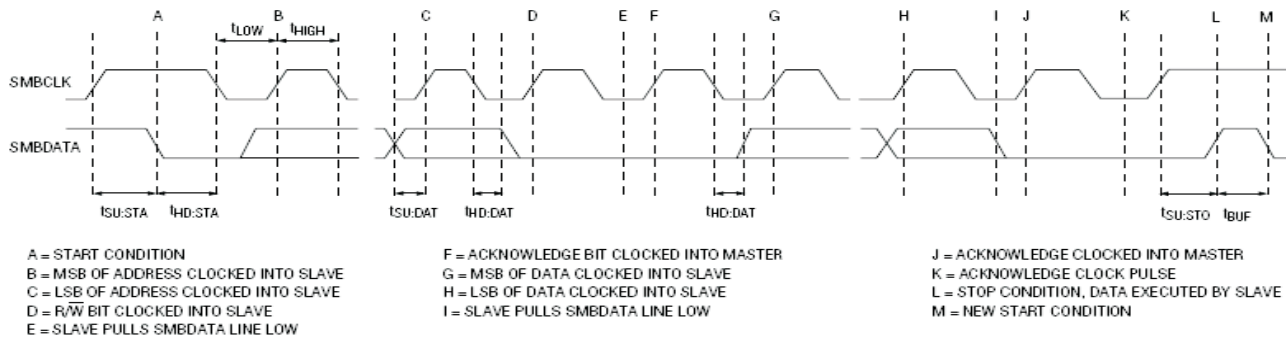 A B C D E F G H I J K L M
tLOW tHIGH
SMBCLK
SMBDATA
tSU:STA tHD:STA tSU:DAT tHD:DAT tHD:DAT tSU:STO tBUF
A = START CONDITION
B = MSB OF ADDRESS CLOCKED INTO SLAVE
C = LSB OF ADDRESS CLOCKED INTO SLAVE
D = R/W̅ BIT CLOCKED INTO SLAVE
E = SLAVE PULLS SMBDATA LINE LOW
F = ACKNOWLEDGE BIT CLOCKED INTO MASTER
G = MSB OF DATA CLOCKED INTO SLAVE
H = LSB OF DATA CLOCKED INTO SLAVE
I = SLAVE PULLS SMBDATA LINE LOW
J = ACKNOWLEDGE CLOCKED INTO MASTER
K = ACKNOWLEDGE CLOCK PULSE
L = STOP CONDITION, DATA EXECUTED BY SLAVE
M = NEW START CONDITION